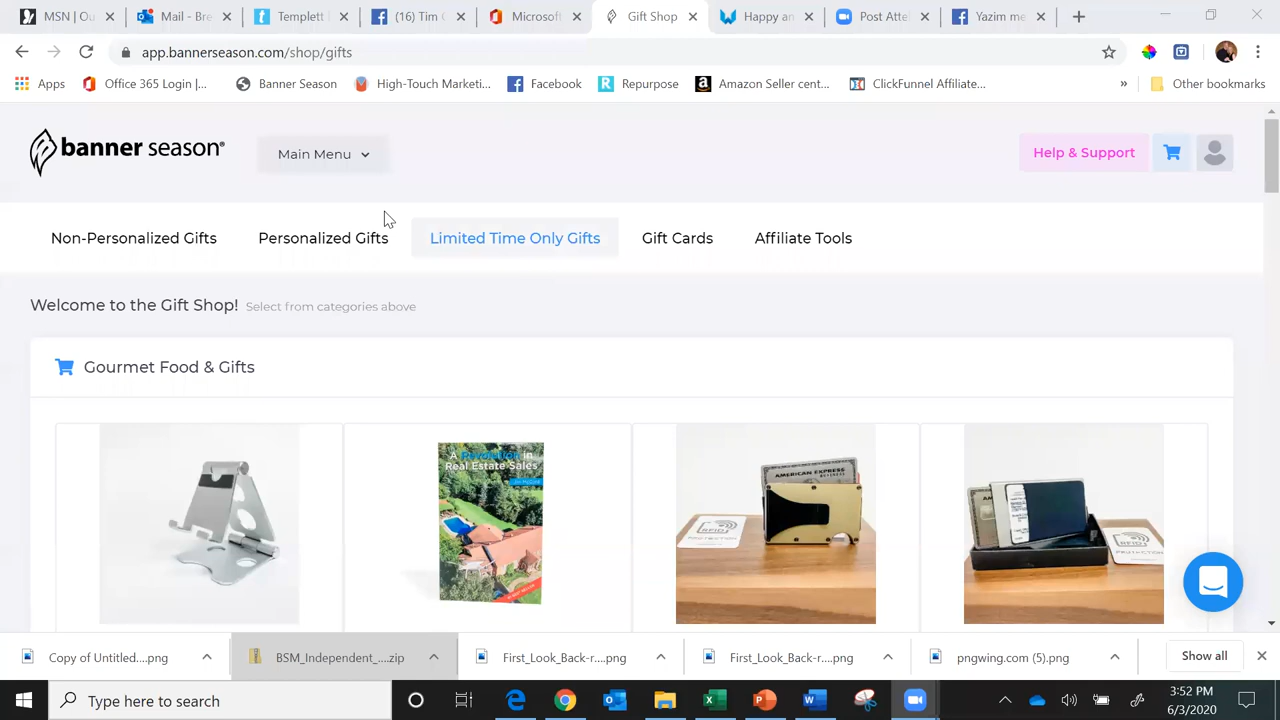 MSN | Ou
Mail - Bre
Templett
(16) Tim C
Microsoft
Gift Shop
Happy an
Post Atte
Yazim me
app.bannerseason.com/shop/gifts
Apps
Office 365 Login |...
Banner Season
High-Touch Marketi...
Facebook
Repurpose
Amazon Seller cent...
ClickFunnel Affiliate...
»
Other bookmarks
banner season®
Main Menu
Help & Support
Non-Personalized Gifts
Personalized Gifts
Limited Time Only Gifts
Gift Cards
Affiliate Tools
Welcome to the Gift Shop! Select from categories above
Gourmet Food & Gifts
A Revolution in
Real Estate Sales
AMERICAN EXPRESS
RFID
RFID
Copy of Untitled....png
BSM_Independent_....zip
First_Look_Back-r....png
First_Look_Back-r....png
pngwing.com (5).png
Show all
Type here to search
3:52 PM
6/3/2020